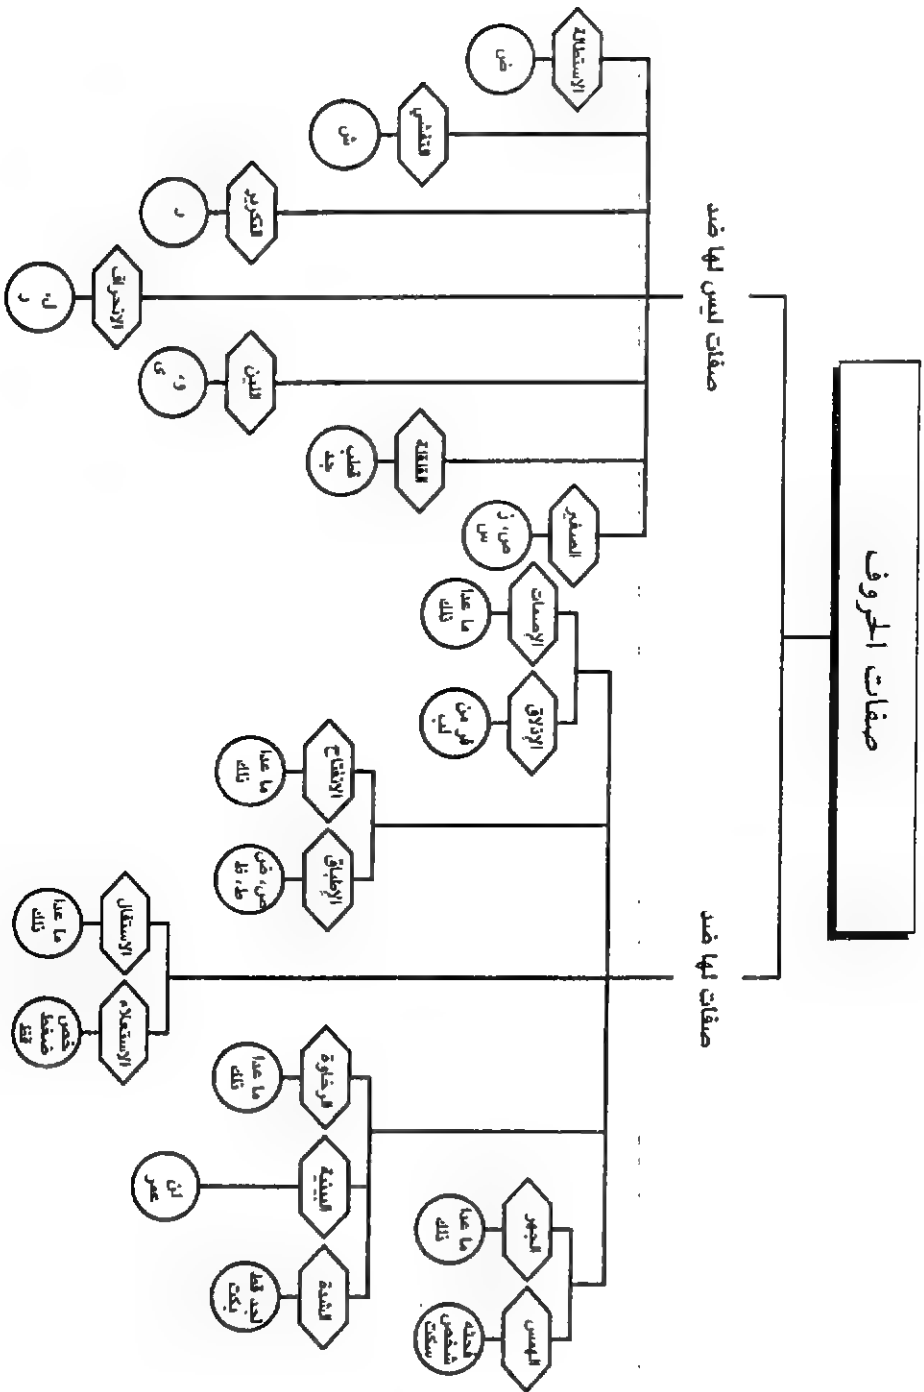 صفات الحروف
صفات لها ضد
صفات ليس لها ضد
الهمس
فحثه
شخص
سكت
الجهر
ما عدا
ذلك
الشدة
أجد قط
بكت
البينية
لن
عمر
الرخاوة
ما عدا
ذلك
الاستعلاء
خص
ضغط
قظ
الاستفال
ما عدا
ذلك
الإطباق
ص، ض
ط، ظ
الانفتاح
ما عدا
ذلك
الإذلاق
فر من
لب
الإصمات
ما عدا
ذلك
الصفير
ص، ز
س
القلقلة
قطب
جد
اللين
و، ى
الانحراف
ل، ر
التكرير
ر
التفشي
ش
الاستطالة
ض